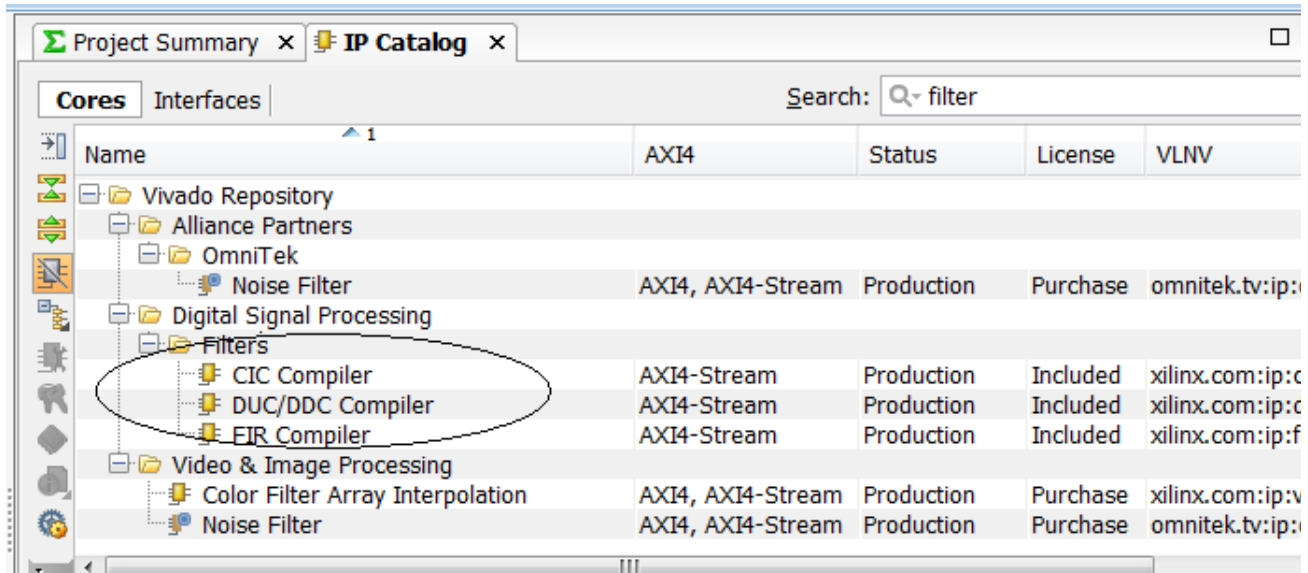 Project Summary × IP Catalog ×
Cores Interfaces Search: filter
Name 1 AXI4 Status License VLNV
Vivado Repository
Alliance Partners
OmniTek
Noise Filter AXI4, AXI4-Stream Production Purchase omnitek.tv:ip:
Digital Signal Processing
Filters
CIC Compiler AXI4-Stream Production Included xilinx.com:ip:c
DUC/DDC Compiler AXI4-Stream Production Included xilinx.com:ip:
FIR Compiler AXI4-Stream Production Included xilinx.com:ip:f
Video & Image Processing
Color Filter Array Interpolation AXI4, AXI4-Stream Production Purchase xilinx.com:ip:v
Noise Filter AXI4, AXI4-Stream Production Purchase omnitek.tv:ip: